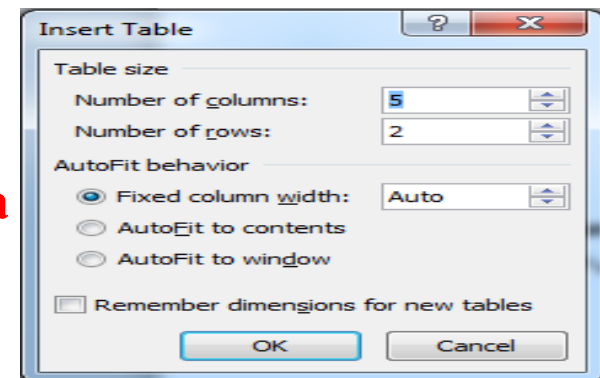 Insert Table
Table size
Number of columns: 5
Number of rows: 2
AutoFit behavior
a
Fixed column width: Auto
AutoFit to contents
AutoFit to window
Remember dimensions for new tables
OK Cancel